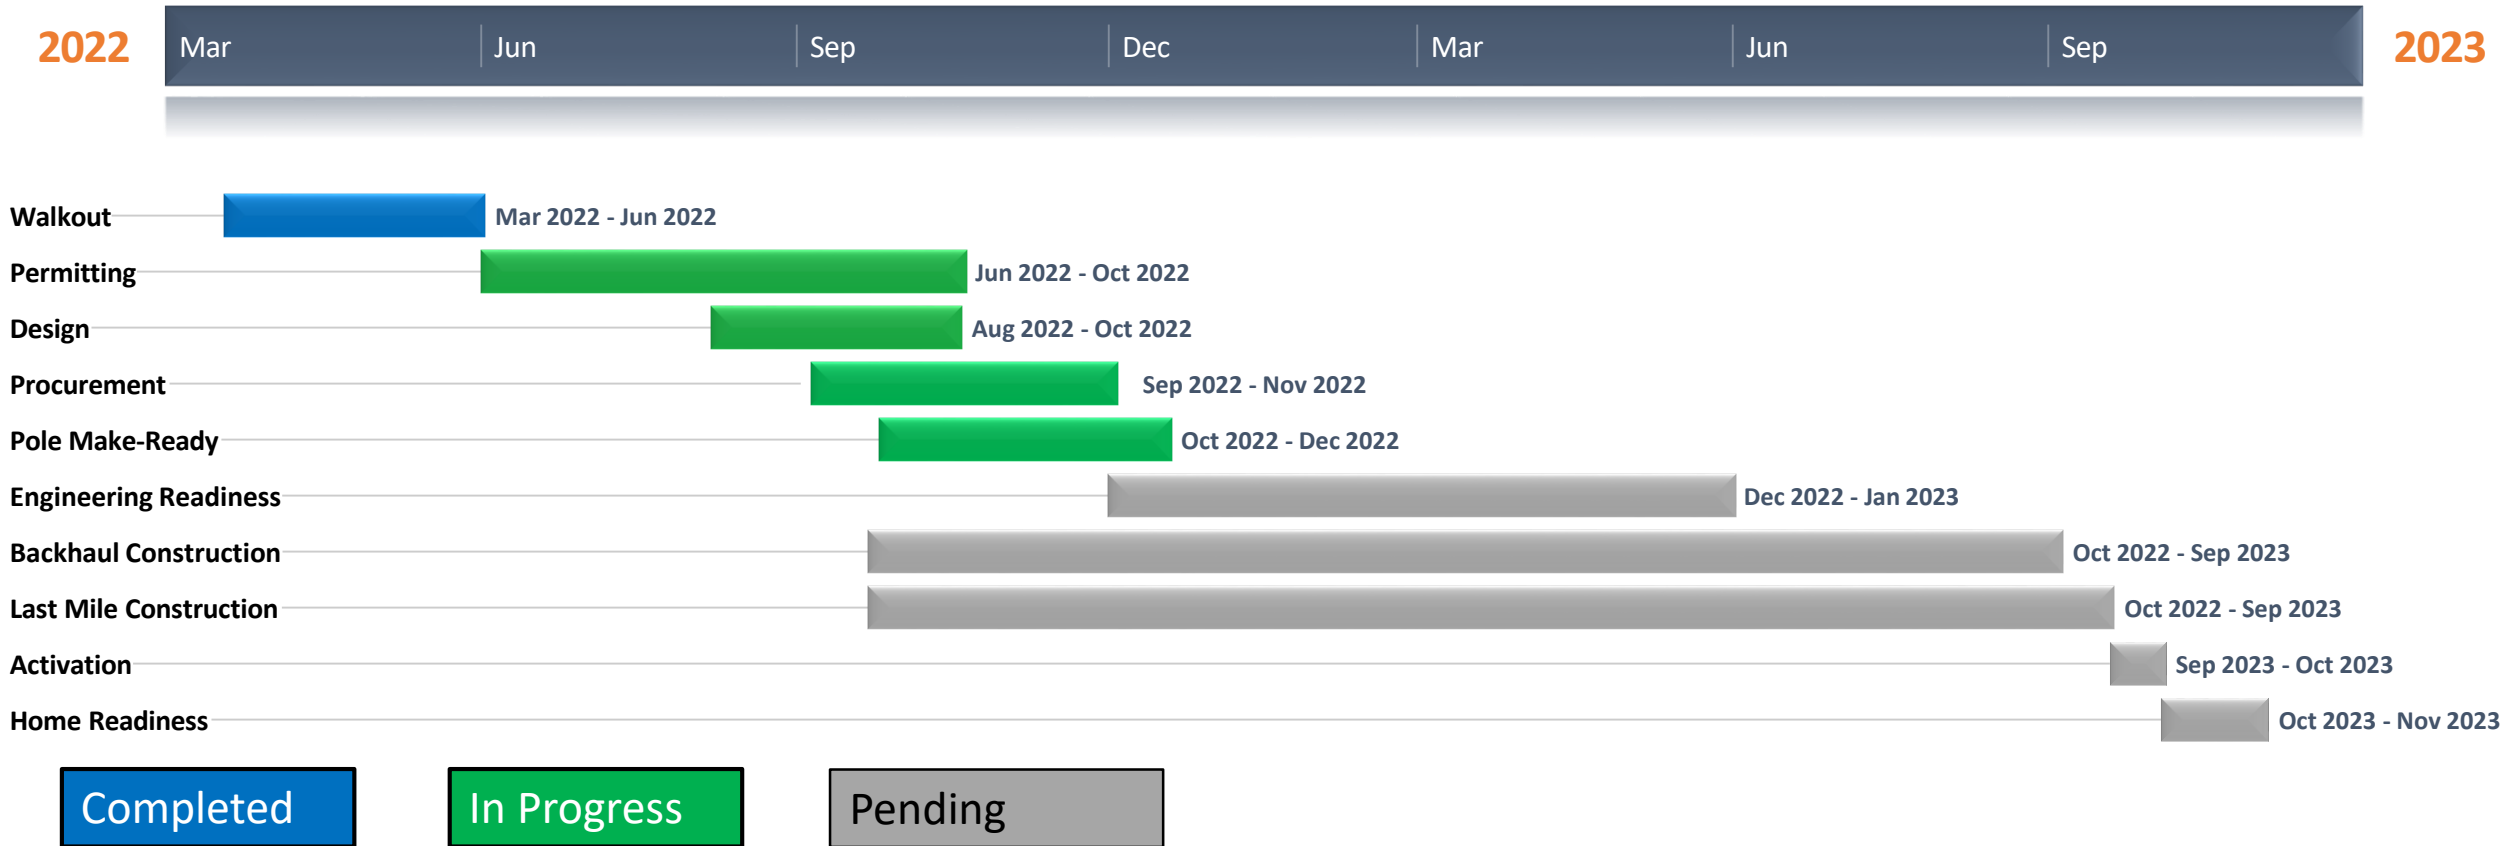 2022 Mar Jun Sep Dec Mar Jun Sep 2023
Walkout Mar 2022 - Jun 2022
Permitting Jun 2022 - Oct 2022
Design Aug 2022 - Oct 2022
Procurement Sep 2022 - Nov 2022
Pole Make-Ready Oct 2022 - Dec 2022
Engineering Readiness Dec 2022 - Jan 2023
Backhaul Construction Oct 2022 - Sep 2023
Last Mile Construction Oct 2022 - Sep 2023
Activation Sep 2023 - Oct 2023
Home Readiness Oct 2023 - Nov 2023
Completed In Progress Pending